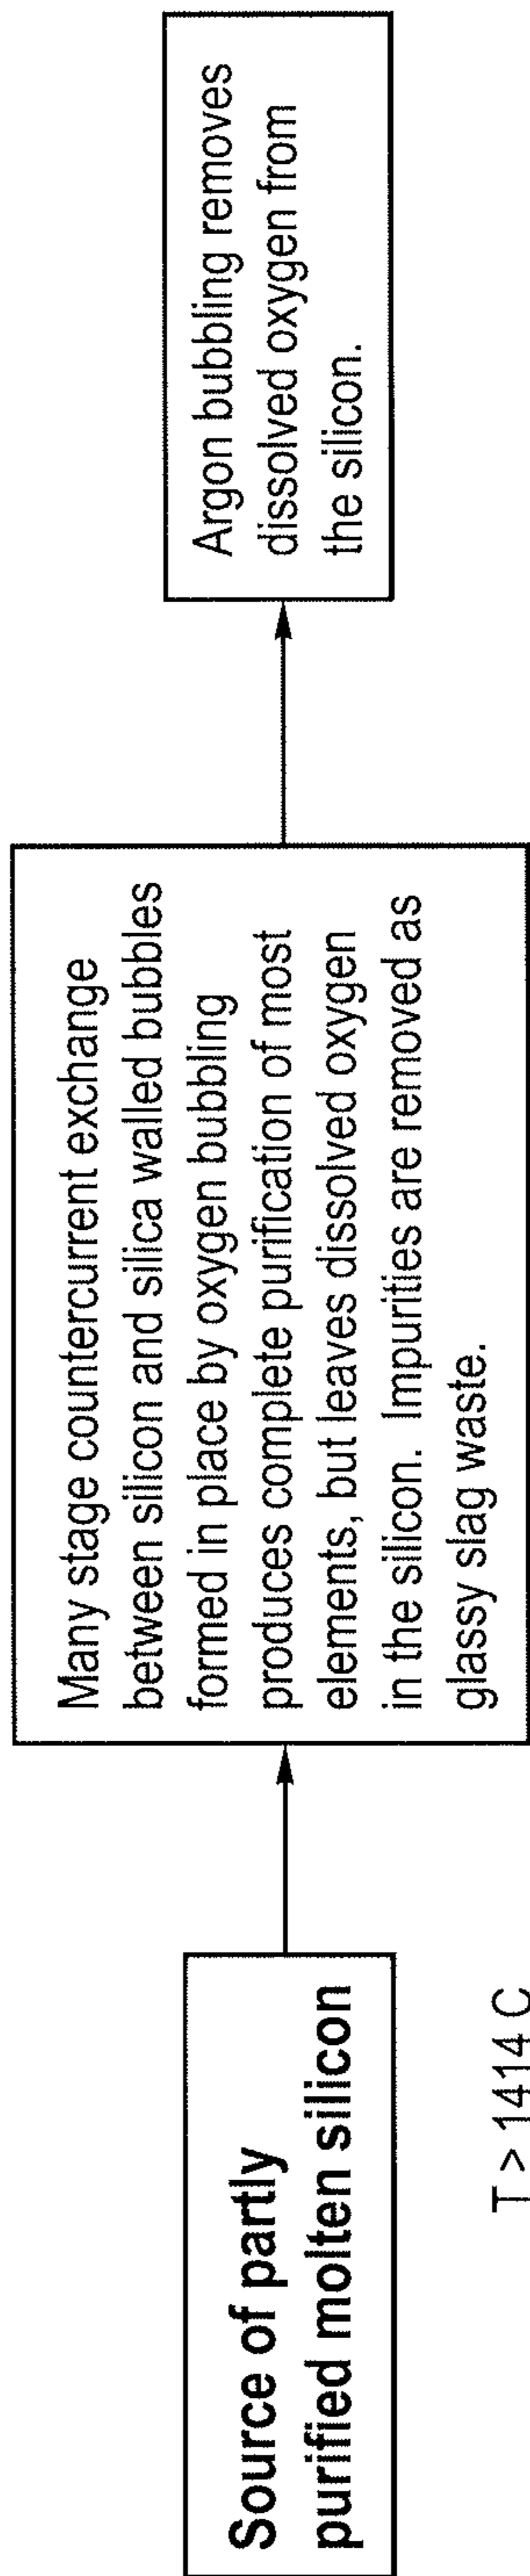 Source of partly
purified molten silicon
T > 1414 C
Many stage countercurrent exchange
between silicon and silica walled bubbles
formed in place by oxygen bubbling
produces complete purification of most
elements, but leaves dissolved oxygen
in the silicon. Impurities are removed as
glassy slag waste.
Argon bubbling removes
dissolved oxygen from
the silicon.